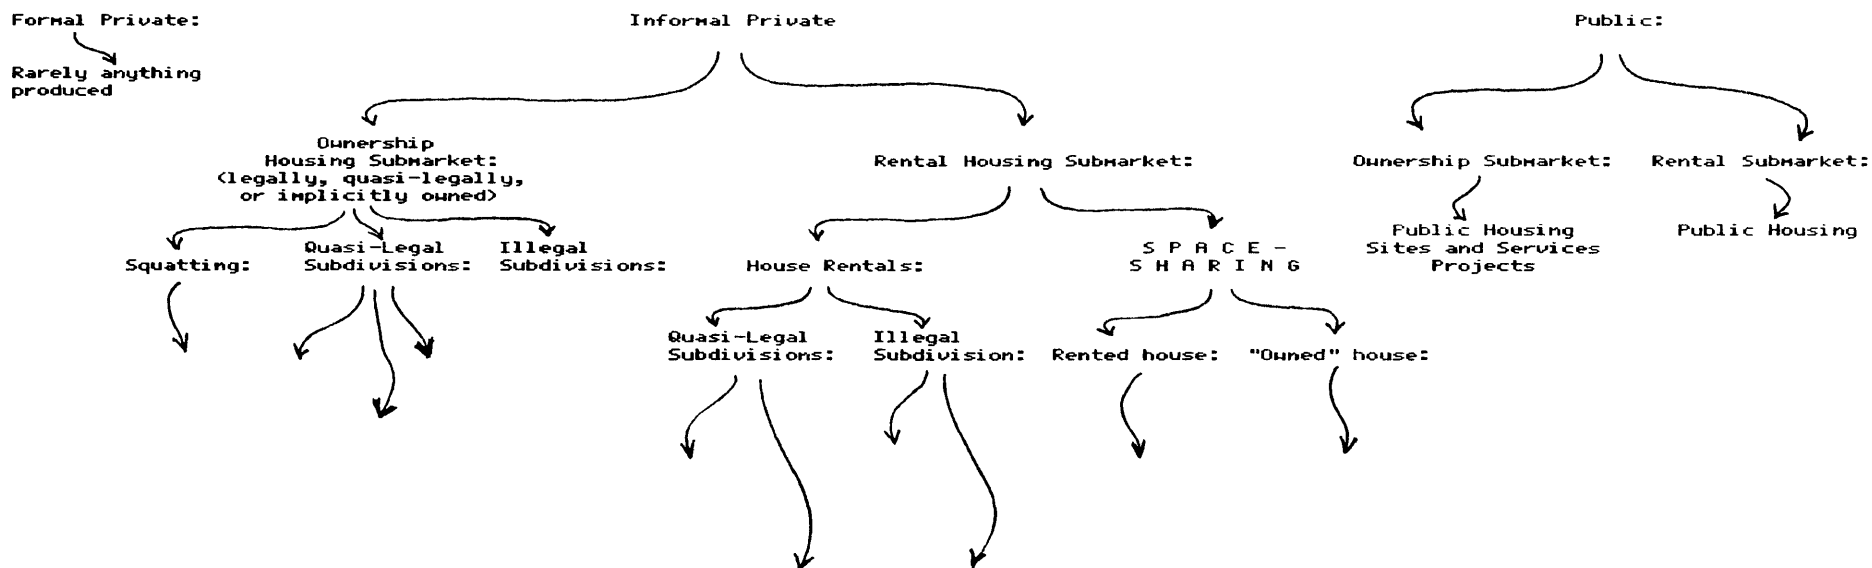 Formal Private:
Rarely anything
produced
Informal Private
Public:
Ownership
Housing Submarket:
(legally, quasi-legally,
or implicitly owned)
Rental Housing Submarket:
Ownership Submarket:
Rental Submarket:
Squatting:
Quasi-Legal
Subdivisions:
Illegal
Subdivisions:
House Rentals:
S P A C E -
S H A R I N G
Public Housing
Sites and Services
Projects
Public Housing
Quasi-Legal
Subdivisions:
Illegal
Subdivision:
Rented house:
"Owned" house: